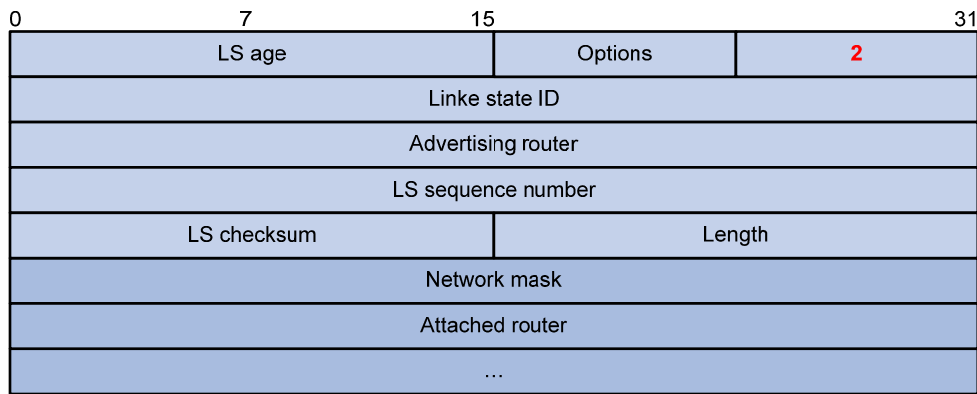 0 7 15 31
LS age Options 2
Linke state ID
Advertising router
LS sequence number
LS checksum Length
Network mask
Attached router
...